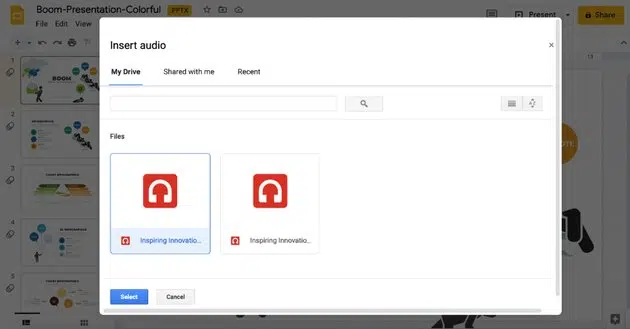 Boom-Presentation-Colorful .PPTX
File Edit View
Present
Share
Insert audio
My Drive Shared with me Recent
Files
Inspiring Innovatio... Inspiring Innovatio...
Select Cancel
1
BOOM
2
3
4
5
13